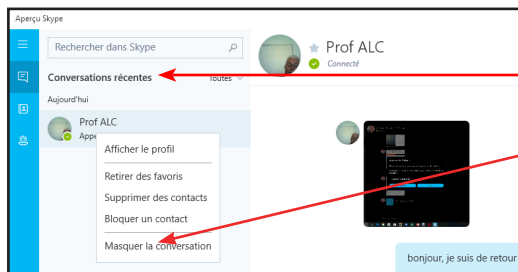 Aperçu Skype
Rechercher dans Skype
Prof ALC
Connecté
Conversations récentes
Toutes
Aujourd'hui
Prof ALC
Appe
Afficher le profil
Retirer des favoris
Supprimer des contacts
Bloquer un contact
Masquer la conversation
bonjour, je suis de retour